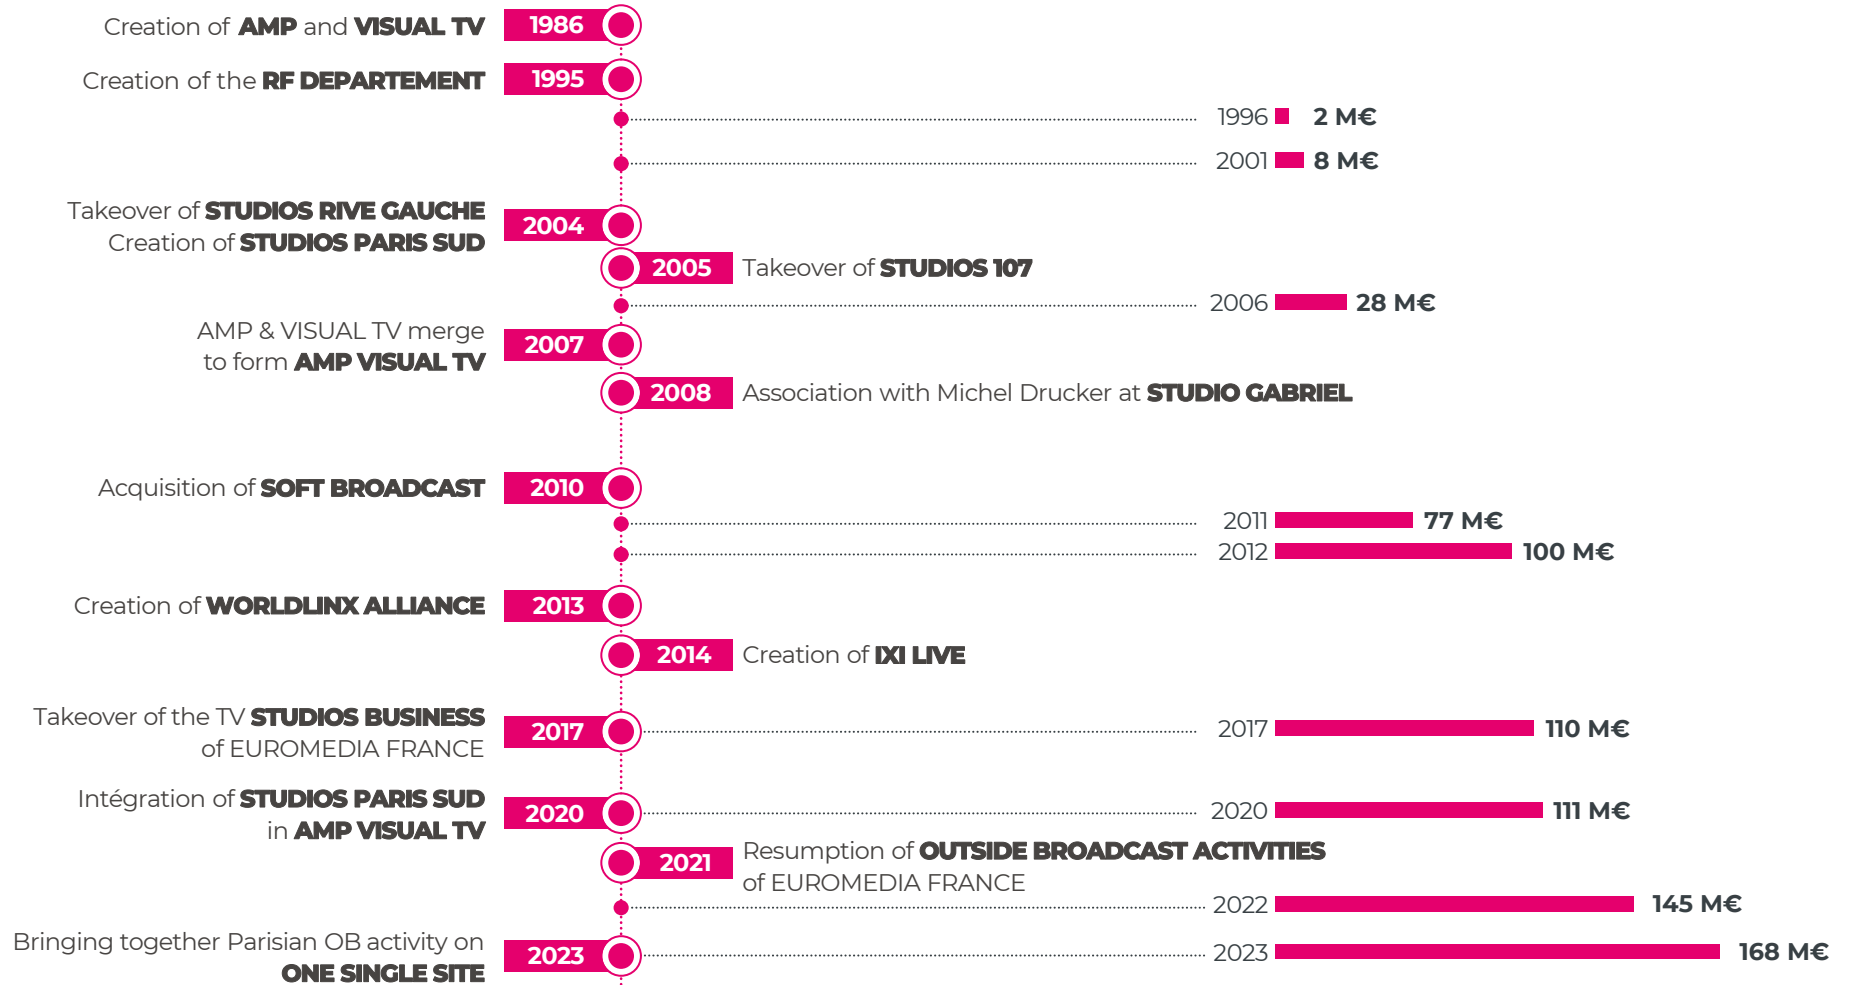 Creation of AMP and VISUAL TV 1986
Creation of the RF DEPARTEMENT 1995
1996 2 M€
2001 8 M€
Takeover of STUDIOS RIVE GAUCHE
Creation of STUDIOS PARIS SUD
2004
2005 Takeover of STUDIOS 107
2006 28 M€
AMP & VISUAL TV merge
to form AMP VISUAL TV
2007
2008 Association with Michel Drucker at STUDIO GABRIEL
Acquisition of SOFT BROADCAST 2010
2011 77 M€
2012 100 M€
Creation of WORLDLINX ALLIANCE 2013
2014 Creation of IXI LIVE
Takeover of the TV STUDIOS BUSINESS
of EUROMEDIA FRANCE
2017
2017 110 M€
Intégration of STUDIOS PARIS SUD
in AMP VISUAL TV
2020
2020 111 M€
2021
Resumption of OUTSIDE BROADCAST ACTIVITIES
of EUROMEDIA FRANCE
2022 145 M€
Bringing together Parisian OB activity on
ONE SINGLE SITE
2023
2023 168 M€